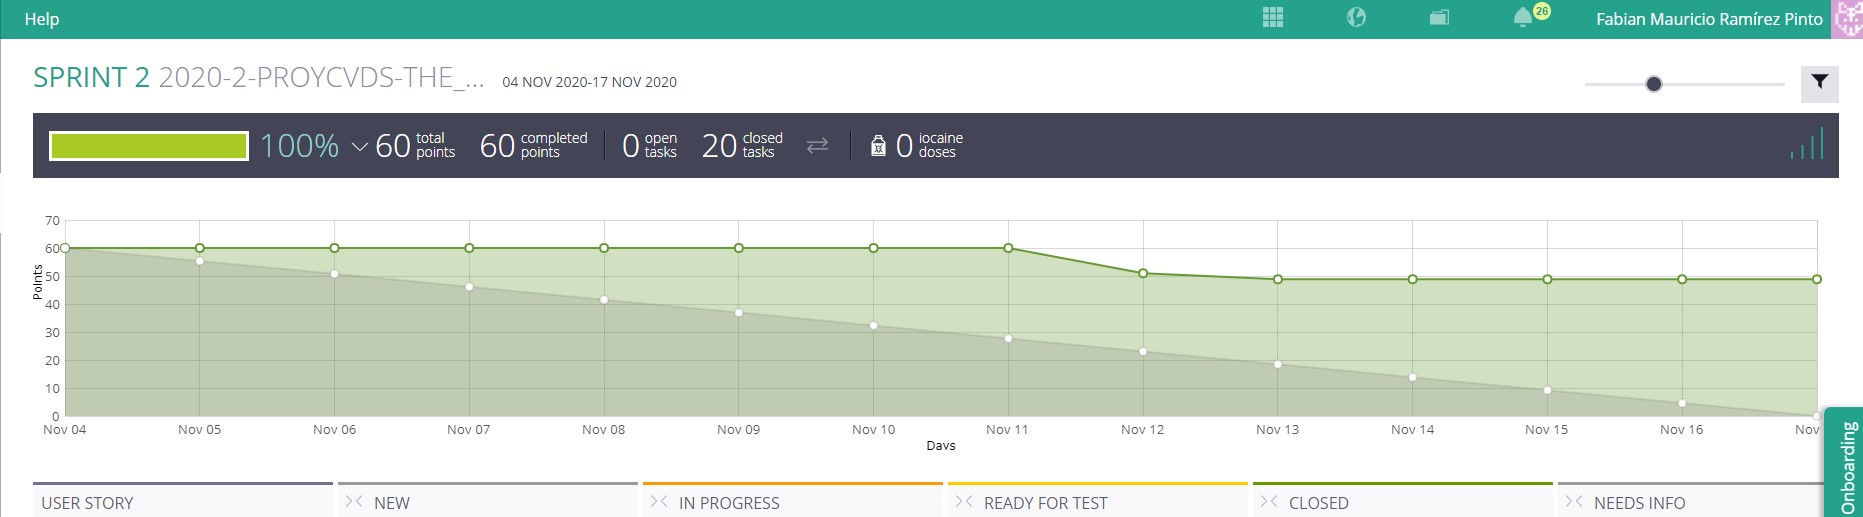 Help
26
Fabian Mauricio Ramírez Pinto
SPRINT 2 2020-2-PROYCVDS-THE_... 04 NOV 2020-17 NOV 2020
100% 60 total points 60 completed points 0 open tasks 20 closed tasks 0 iocaine doses
70
60
50
40
30
20
10
0
Points
Nov 04 Nov 05 Nov 06 Nov 07 Nov 08 Nov 09 Nov 10 Nov 11 Nov 12 Nov 13 Nov 14 Nov 15 Nov 16 Nov
Days
Onboarding
USER STORY NEW IN PROGRESS READY FOR TEST CLOSED NEEDS INFO